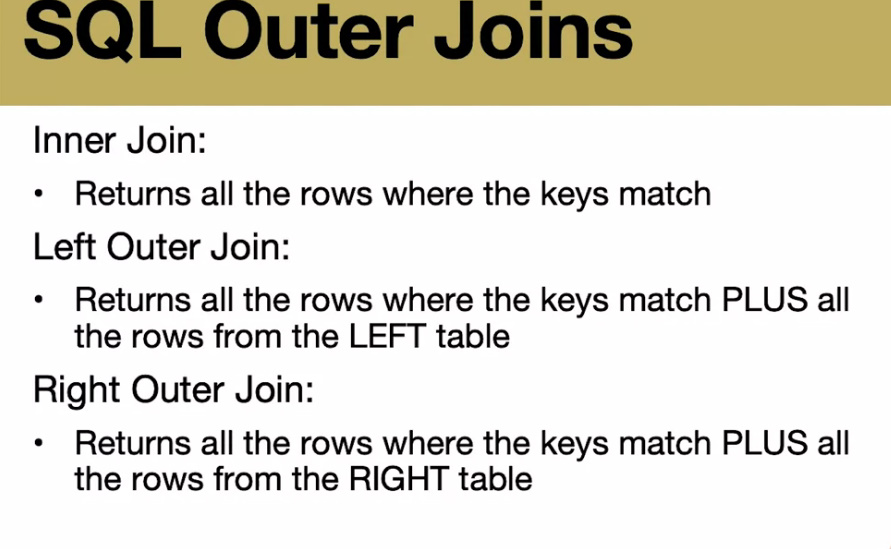 SQL Outer Joins
Inner Join:
• Returns all the rows where the keys match
Left Outer Join:
• Returns all the rows where the keys match PLUS all
the rows from the LEFT table
Right Outer Join:
• Returns all the rows where the keys match PLUS all
the rows from the RIGHT table